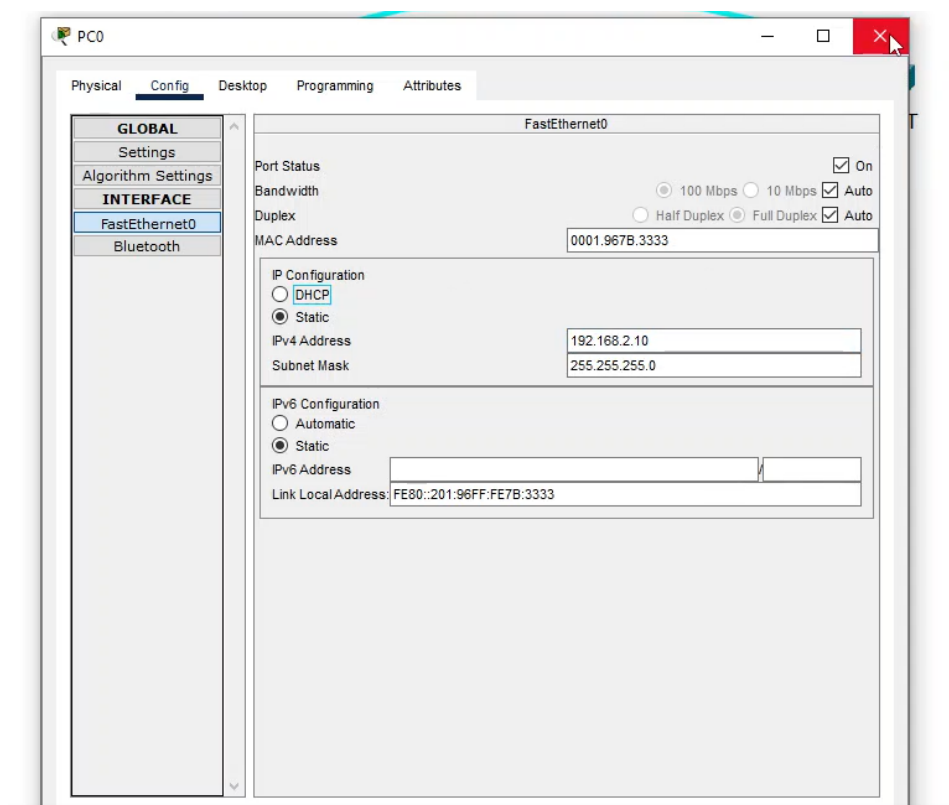 PC0
Physical Config Desktop Programming Attributes
GLOBAL
Settings
Algorithm Settings
INTERFACE
FastEthernet0
Bluetooth
FastEthernet0
Port Status On
Bandwidth 100 Mbps 10 Mbps Auto
Duplex Half Duplex Full Duplex Auto
MAC Address 0001.967B.3333
IP Configuration
DHCP
Static
IPv4 Address 192.168.2.10
Subnet Mask 255.255.255.0
IPv6 Configuration
Automatic
Static
IPv6 Address /
Link Local Address: FE80::201:96FF:FE7B:3333